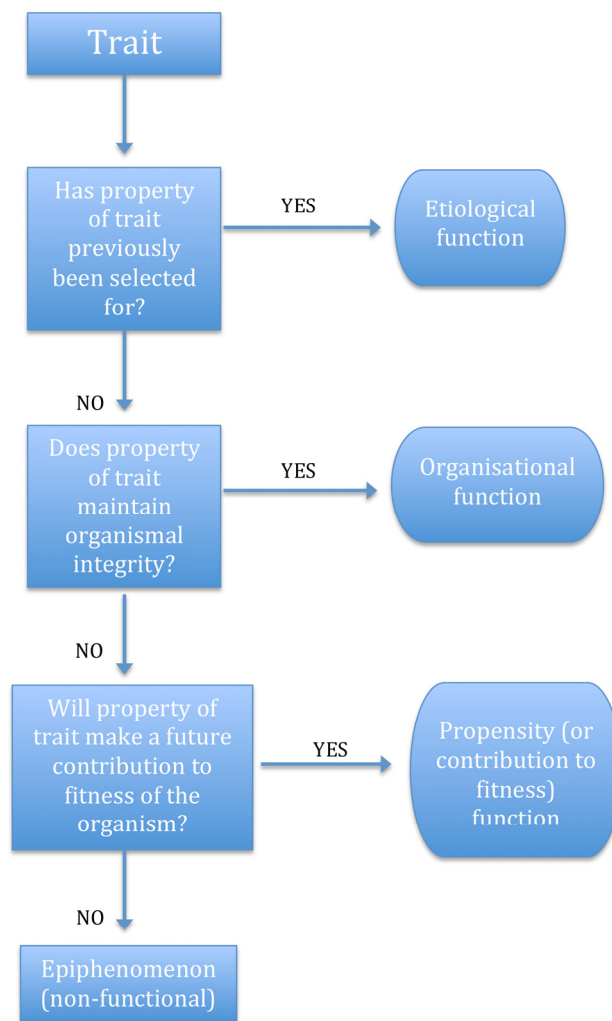 Trait
Has property
of trait
previously
been selected
for?
YES
Etiological
function
NO
Does property
of trait
maintain
organismal
integrity?
YES
Organisational
function
NO
Will property of
trait make a future
contribution to
fitness of the
organism?
YES
Propensity (or
contribution to
fitness)
function
NO
Epiphenomenon
(non-functional)